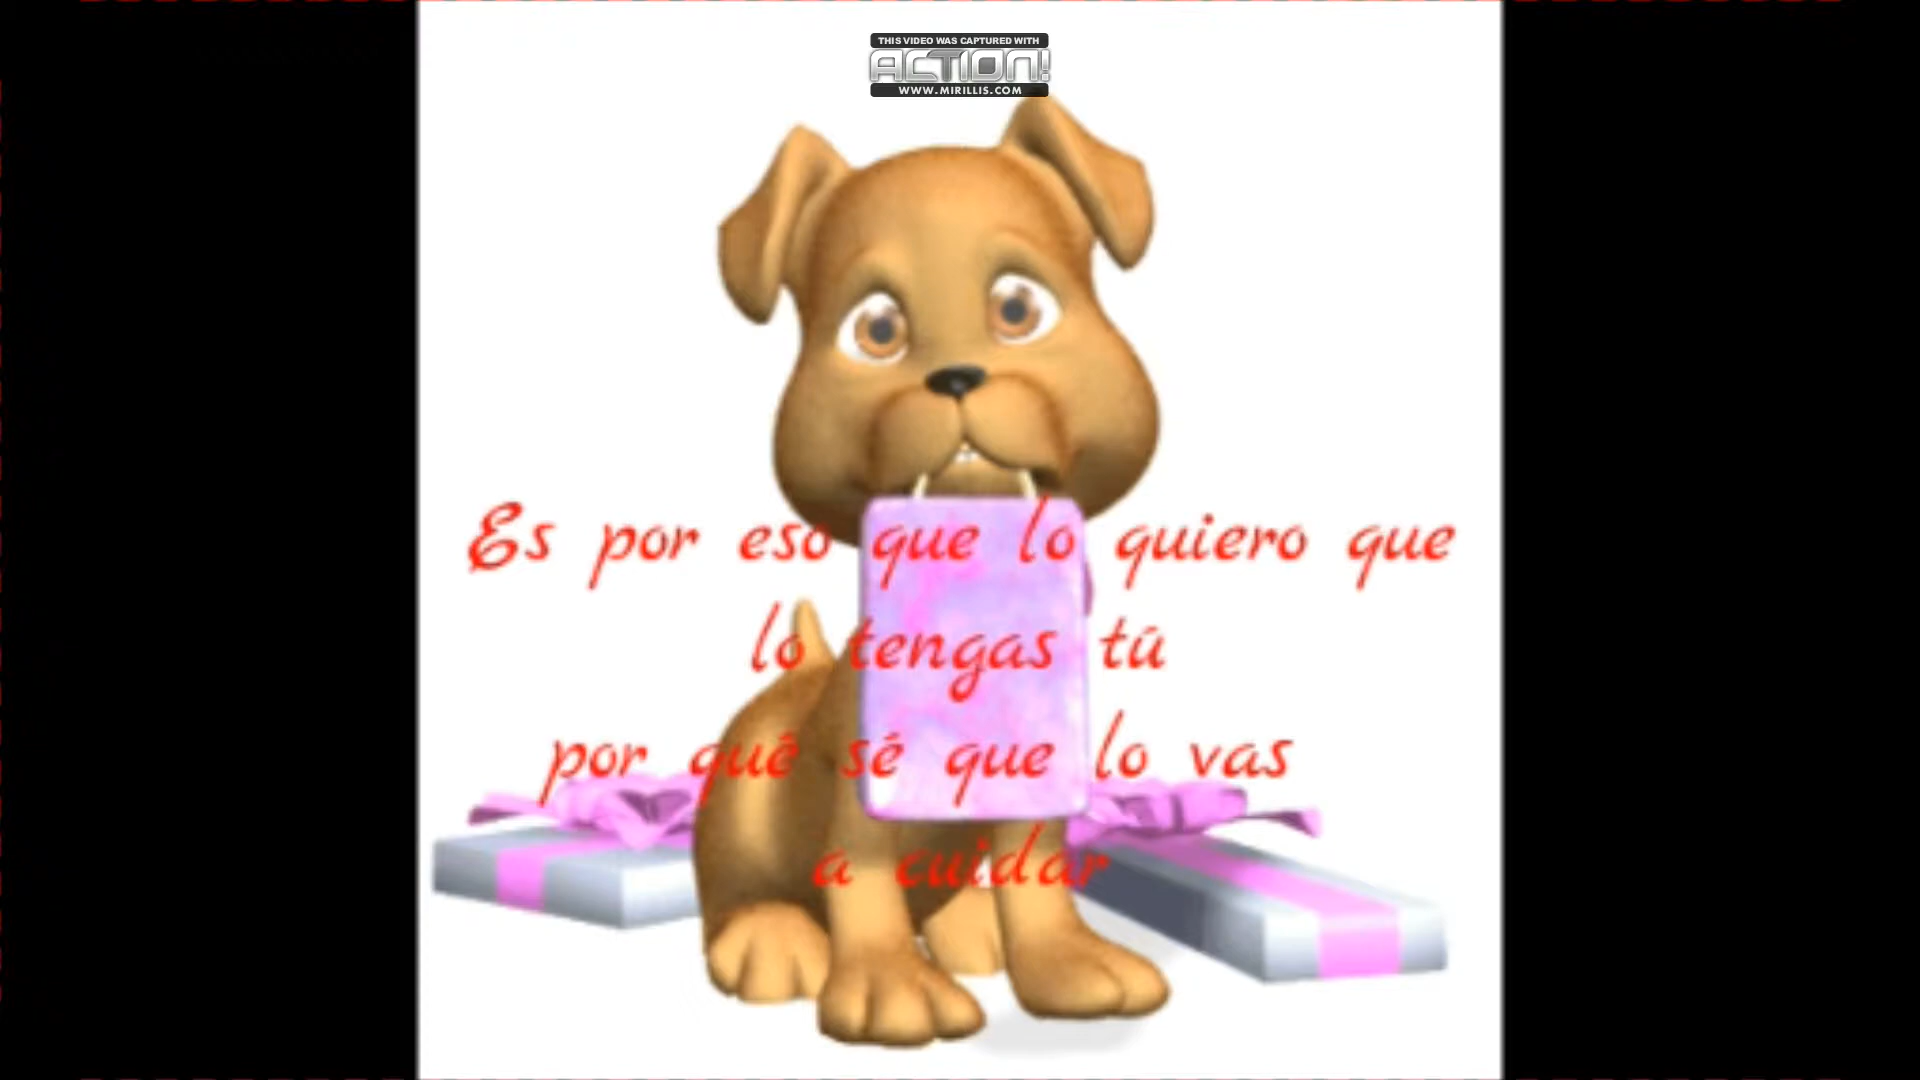 THIS VIDEO WAS CAPTURED WITH
ACTION!
WWW.MIRILLIS.COM
Es por eso que lo quiero que
lo tengas tú
por qué sé que lo vas
a cuidar